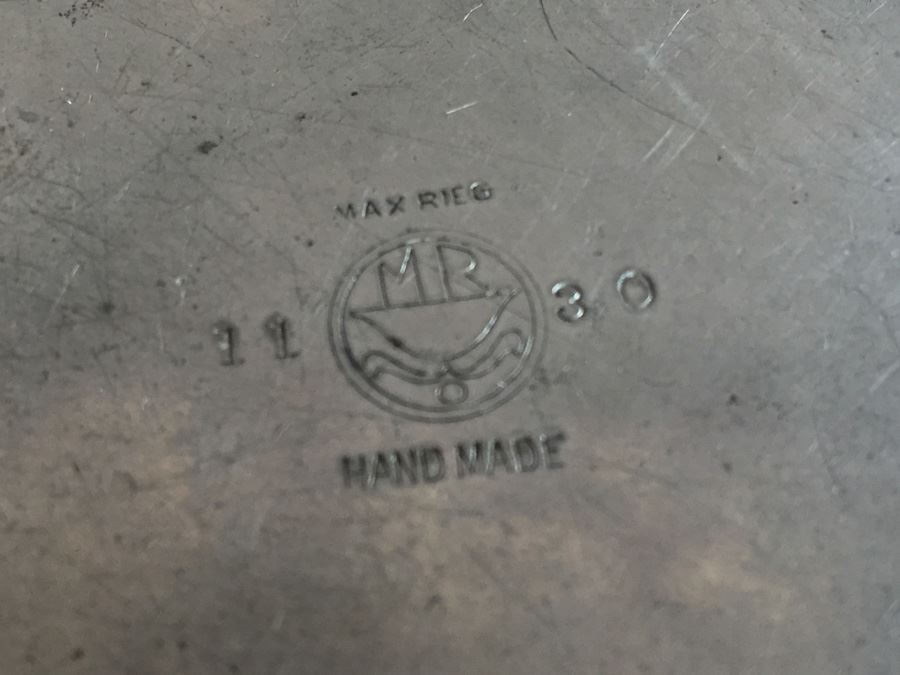 MAX RIEG
MR.
11 30
HAND MADE